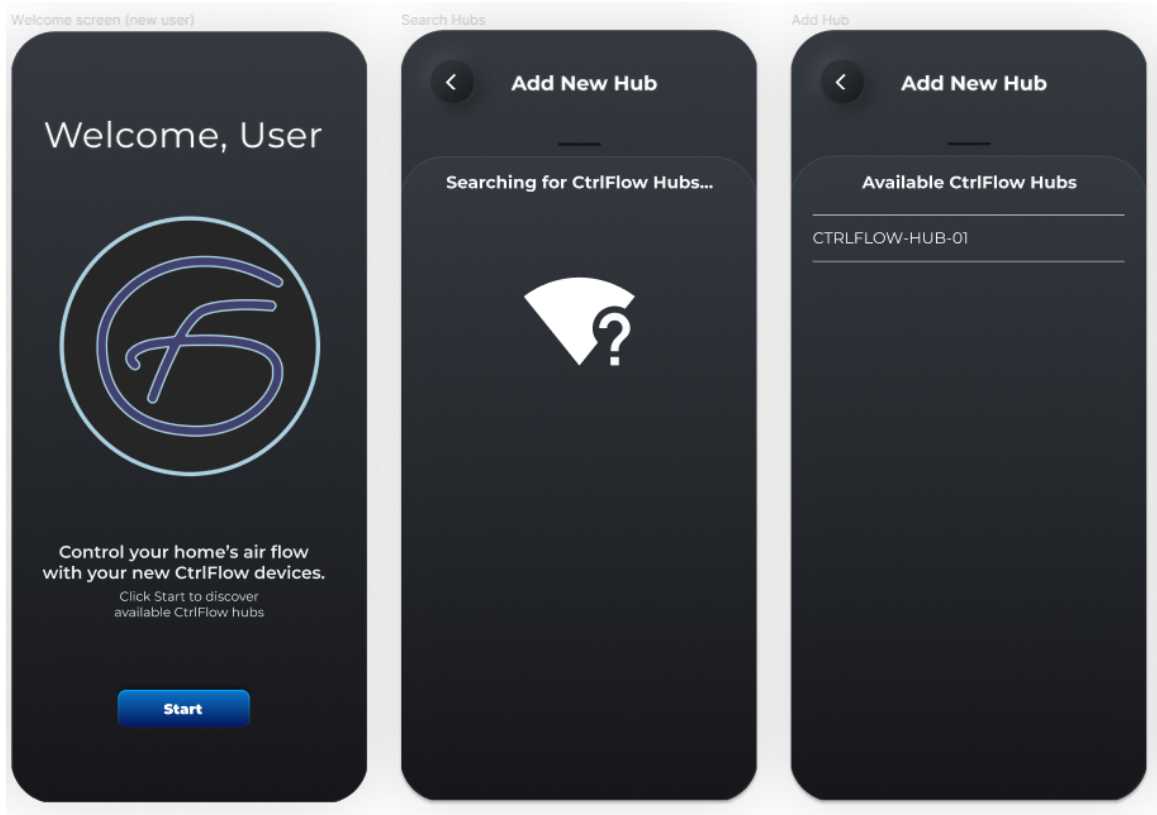 Welcome screen (new user)
Welcome, User
Control your home's air flow
with your new CtrlFlow devices.
Click Start to discover
available CtrlFlow hubs
Start
Search Hubs
Add New Hub
Searching for CtrlFlow Hubs...
?
Add Hub
Add New Hub
Available CtrlFlow Hubs
CTRLFLOW-HUB-01